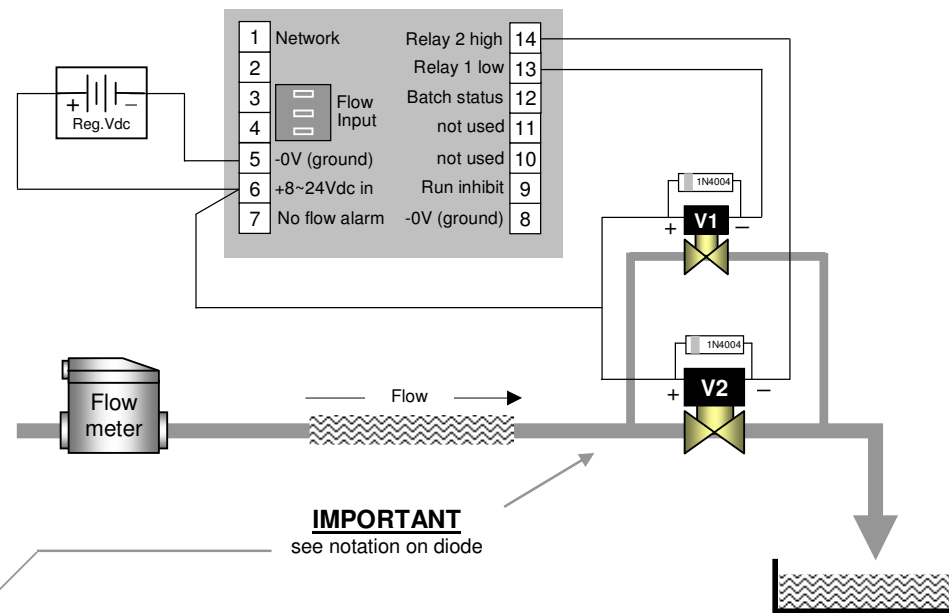 1 Network Relay 2 high 14
2 Relay 1 low 13
3 Flow Input Batch status 12
4 not used 11
5 -0V (ground) not used 10
6 +8~24Vdc in Run inhibit 9
7 No flow alarm -0V (ground) 8
+ –
Reg.Vdc
1N4004
+ V1 –
1N4004
+ V2 –
Flow
meter
Flow
IMPORTANT
see notation on diode